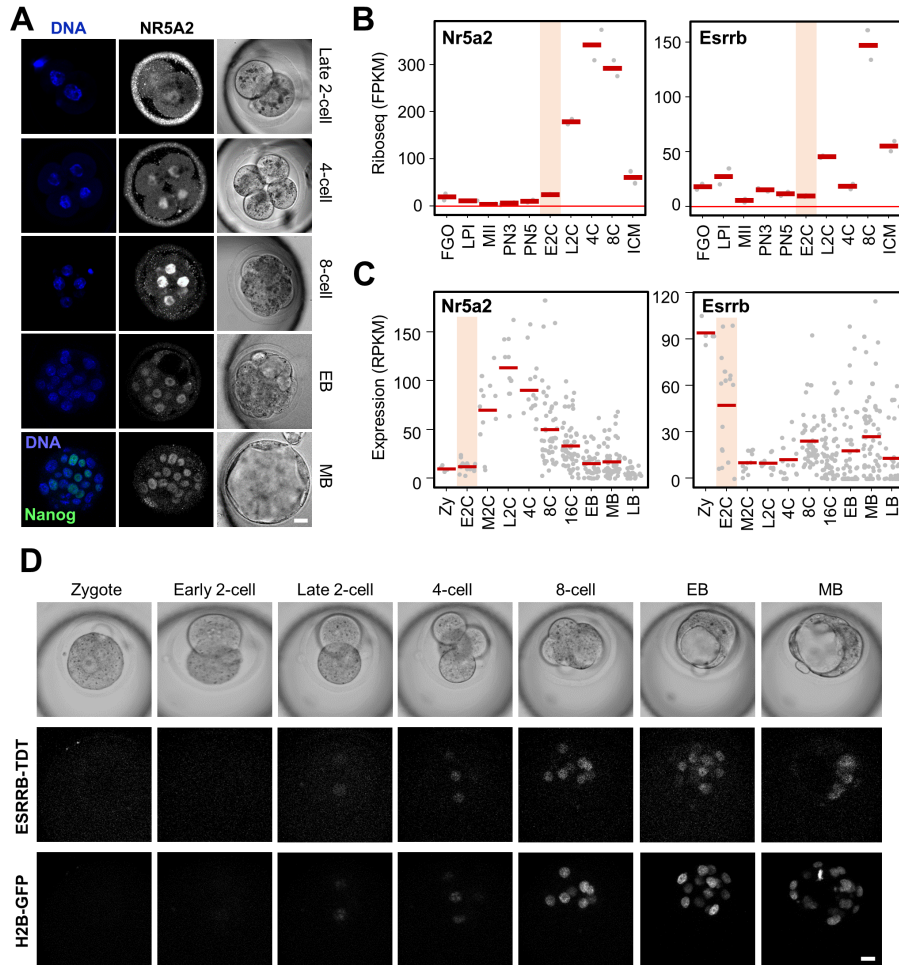 A
DNA
NR5A2
Late 2-cell
4-cell
8-cell
EB
DNA
Nanog
MB
B
Nr5a2
Riboseq (FPKM)
300
200
100
0
FGO LPI MII PN3 PN5 E2C L2C 4C 8C ICM
Esrrb
150
100
50
0
FGO LPI MII PN3 PN5 E2C L2C 4C 8C ICM
C
Nr5a2
Expression (RPKM)
150
100
50
0
Zy E2C M2C L2C 4C 8C 16C EB MB LB
Esrrb
120
90
60
30
0
Zy E2C M2C L2C 4C 8C 16C EB MB LB
D
Zygote Early 2-cell Late 2-cell 4-cell 8-cell EB MB
ESRRB-TDT
H2B-GFP